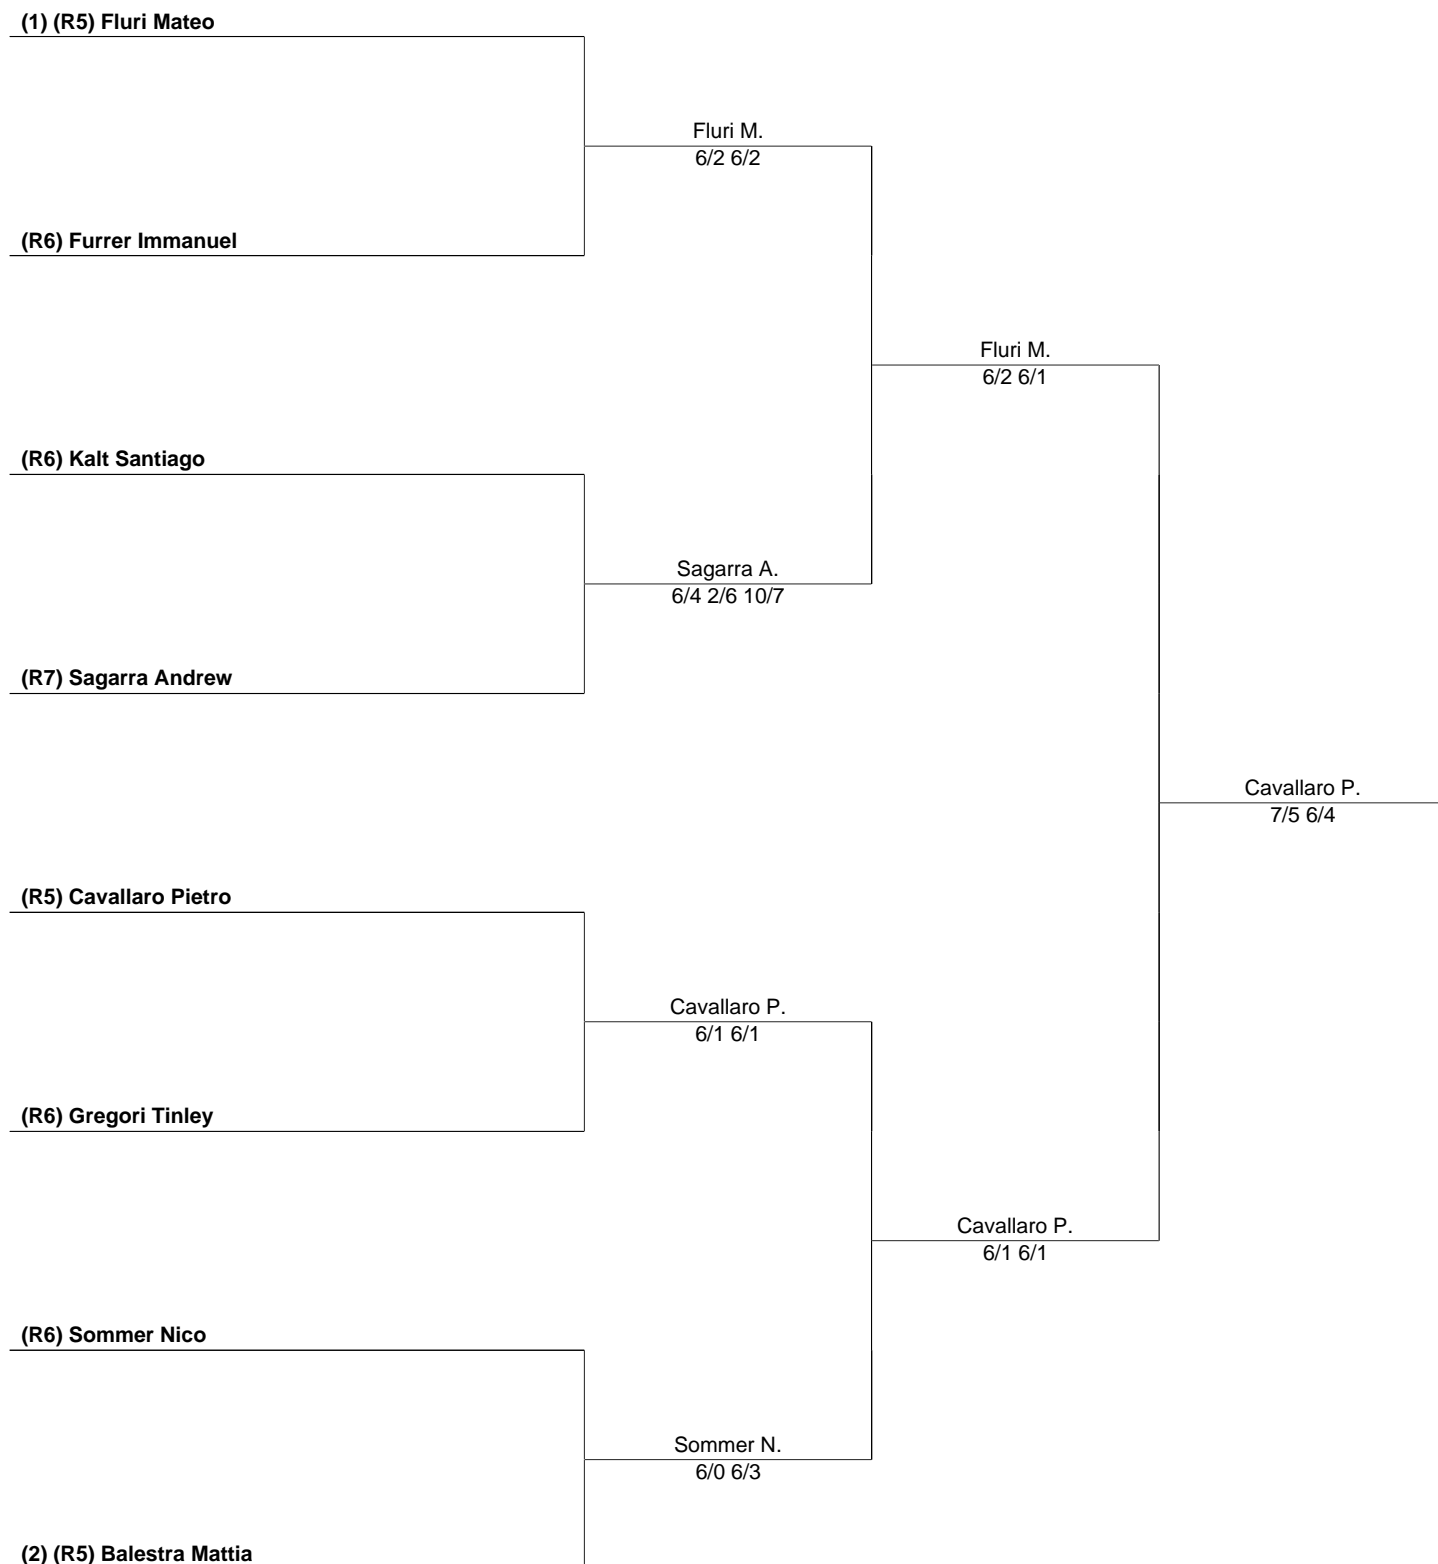 (1) (R5) Fluri Mateo
Fluri M.
6/2 6/2
(R6) Furrer Immanuel
Fluri M.
6/2 6/1
(R6) Kalt Santiago
Sagarra A.
6/4 2/6 10/7
(R7) Sagarra Andrew
Cavallaro P.
7/5 6/4
(R5) Cavallaro Pietro
Cavallaro P.
6/1 6/1
(R6) Gregori Tinley
Cavallaro P.
6/1 6/1
(R6) Sommer Nico
Sommer N.
6/0 6/3
(2) (R5) Balestra Mattia